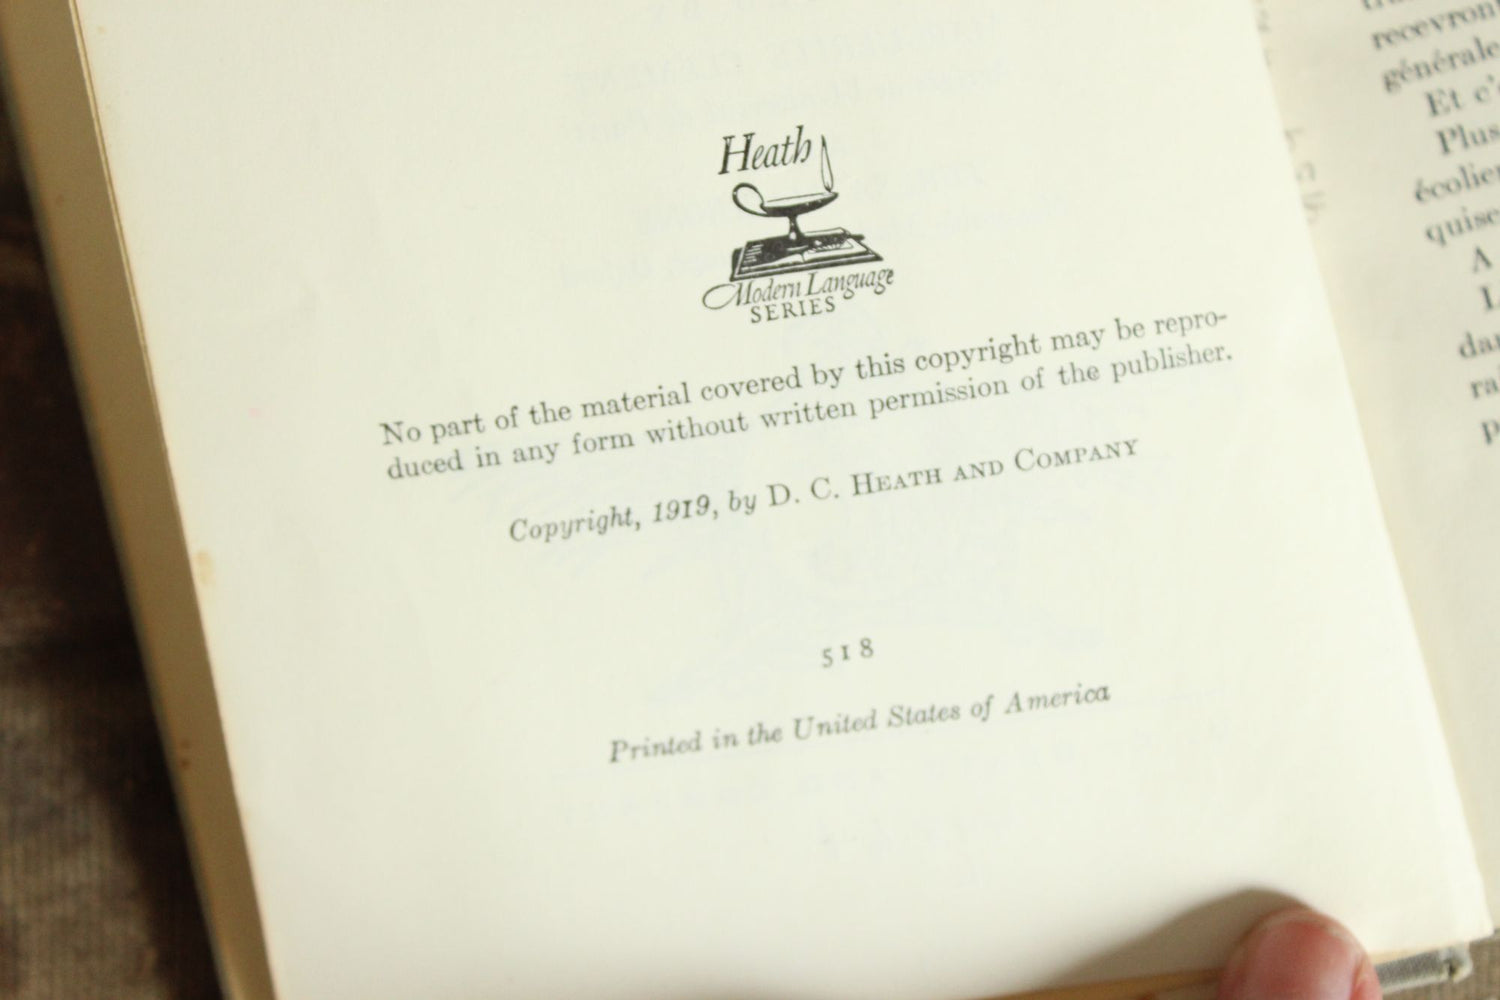 Heath
Modern Language
SERIES
No part of the material covered by this copyright may be repro-
duced in any form without written permission of the publisher.
Copyright, 1919, by D. C. HEATH AND COMPANY
518
Printed in the United States of America
recevront
générale
Et c'
Plus
écolier
quise
A